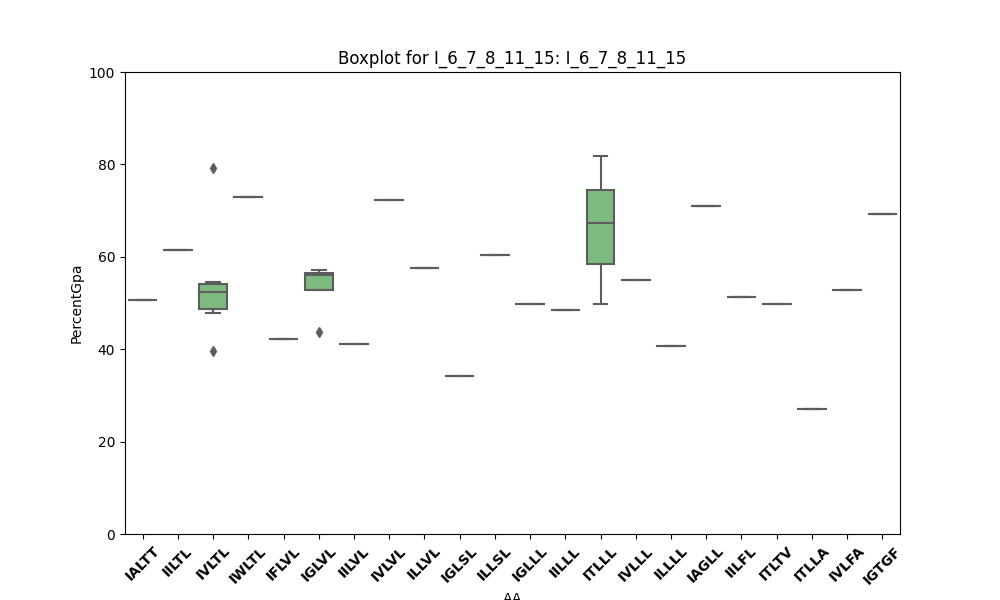 Boxplot for I_6_7_8_11_15: I_6_7_8_11_15
100
80
60
40
20
0
PercentGpa
IALTT
IILTL
IVLTL
IWLTL
IFLVL
IGLVL
IILVL
IVLVL
ILLVL
IGLSL
ILLSL
IGLLL
IILLL
ITLLL
IVLLL
ILLLL
IAGLL
IILFL
ITLTV
ITLLA
IVLFA
IGTGF
AA